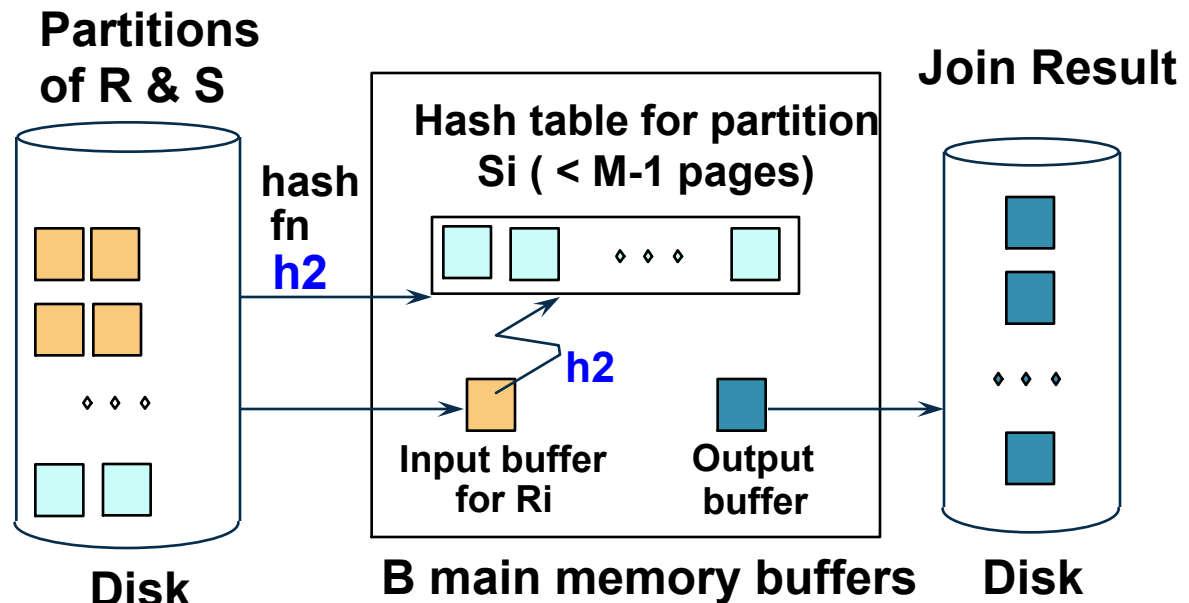 Partitions
of R & S
Join Result
Hash table for partition
Si ( < M-1 pages)
hash
fn
h2
h2
Input buffer
for Ri
Output
buffer
Disk
B main memory buffers
Disk